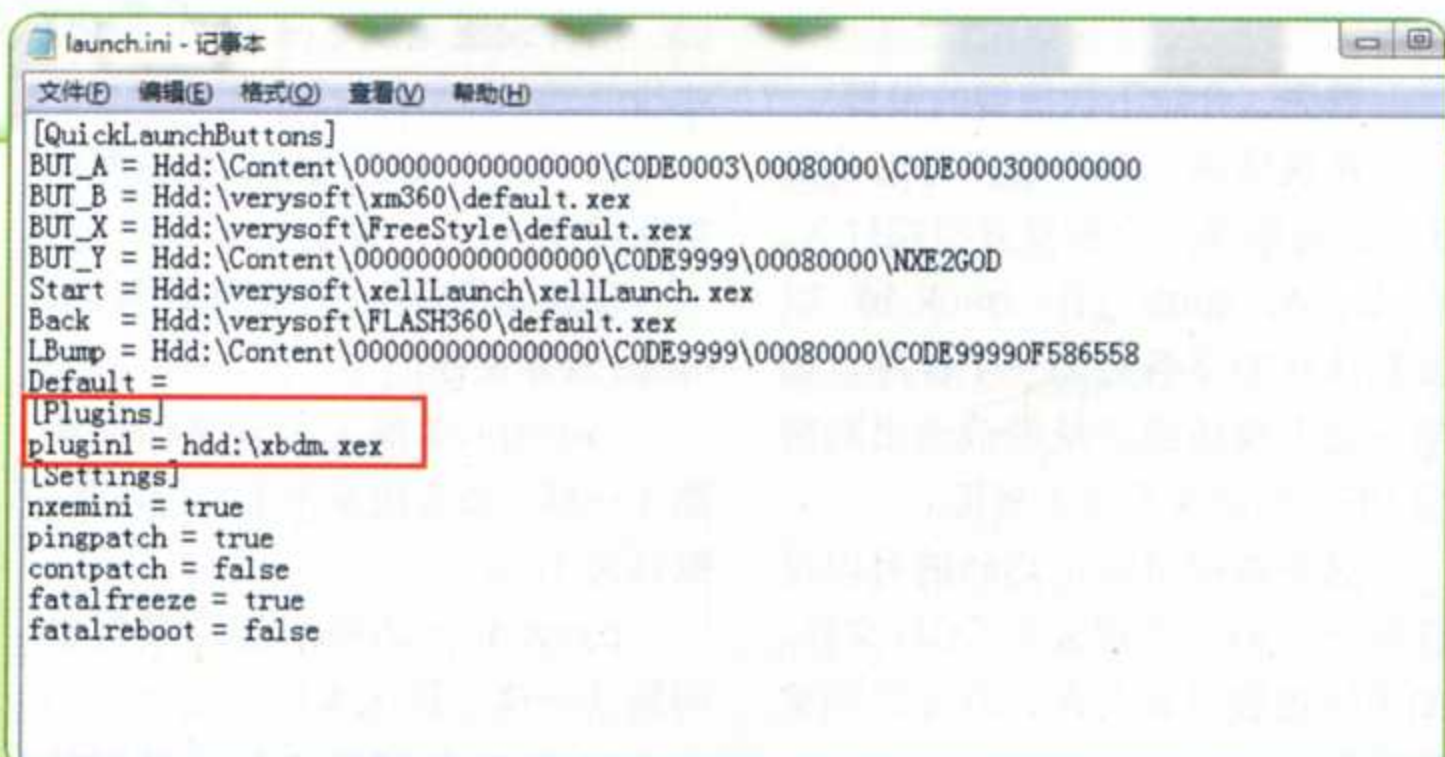 launch.ini - 记事本
文件(F) 编辑(E) 格式(O) 查看(V) 帮助(H)
[QuickLaunchButtons]
BUT_A = Hdd:\Content\0000000000000000\C0DE0003\00080000\C0DE000300000000
BUT_B = Hdd:\verysoft\xm360\default.xex
BUT_X = Hdd:\verysoft\FreeStyle\default.xex
BUT_Y = Hdd:\Content\0000000000000000\C0DE9999\00080000\NXE2GOD
Start = Hdd:\verysoft\xellLaunch\xellLaunch.xex
Back = Hdd:\verysoft\FLASH360\default.xex
LBump = Hdd:\Content\0000000000000000\C0DE9999\00080000\C0DE99990F586558
Default =
[Plugins]
plugin1 = hdd:\xbdm.xex
[Settings]
nxemini = true
pingpatch = true
contpatch = false
fatalfreeze = true
fatalreboot = false